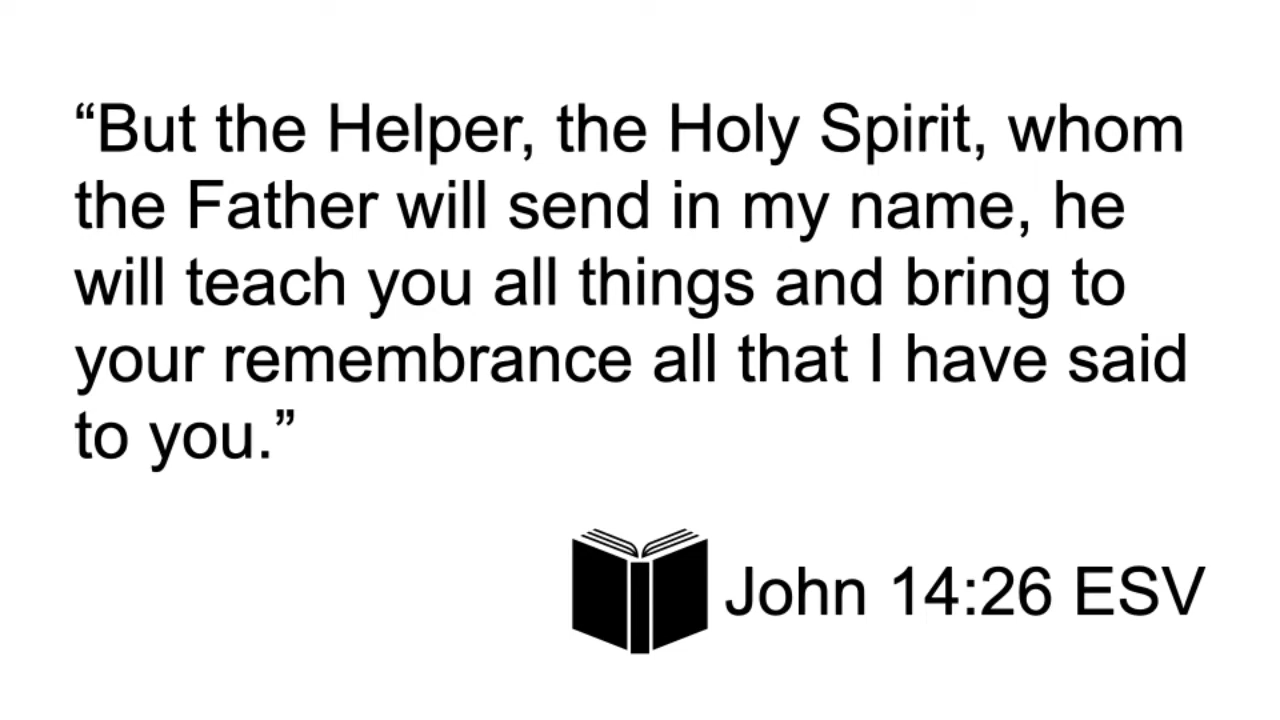 “But the Helper, the Holy Spirit, whom
the Father will send in my name, he
will teach you all things and bring to
your remembrance all that I have said
to you.”
John 14:26 ESV